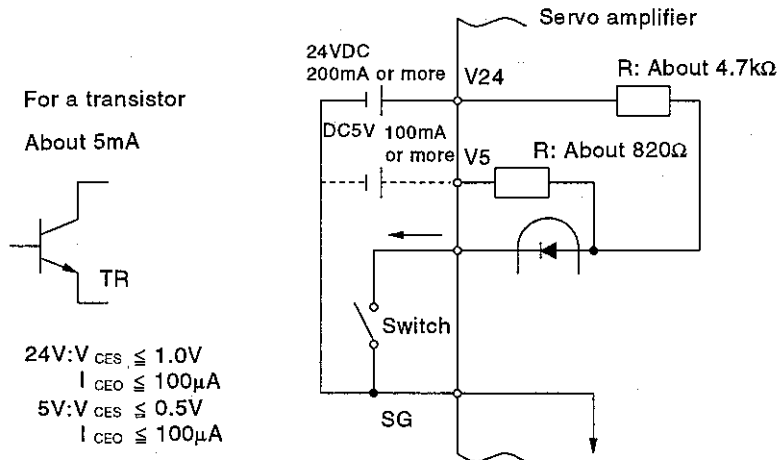 Servo amplifier
24VDC
200mA or more
V24
R: About 4.7kΩ
For a transistor
About 5mA
DC5V 100mA
or more
V5
R: About 820Ω
TR
Switch
24V:V CES ≦ 1.0V
I CEO ≦ 100μA
5V:V CES ≦ 0.5V
I CEO ≦ 100μA
SG